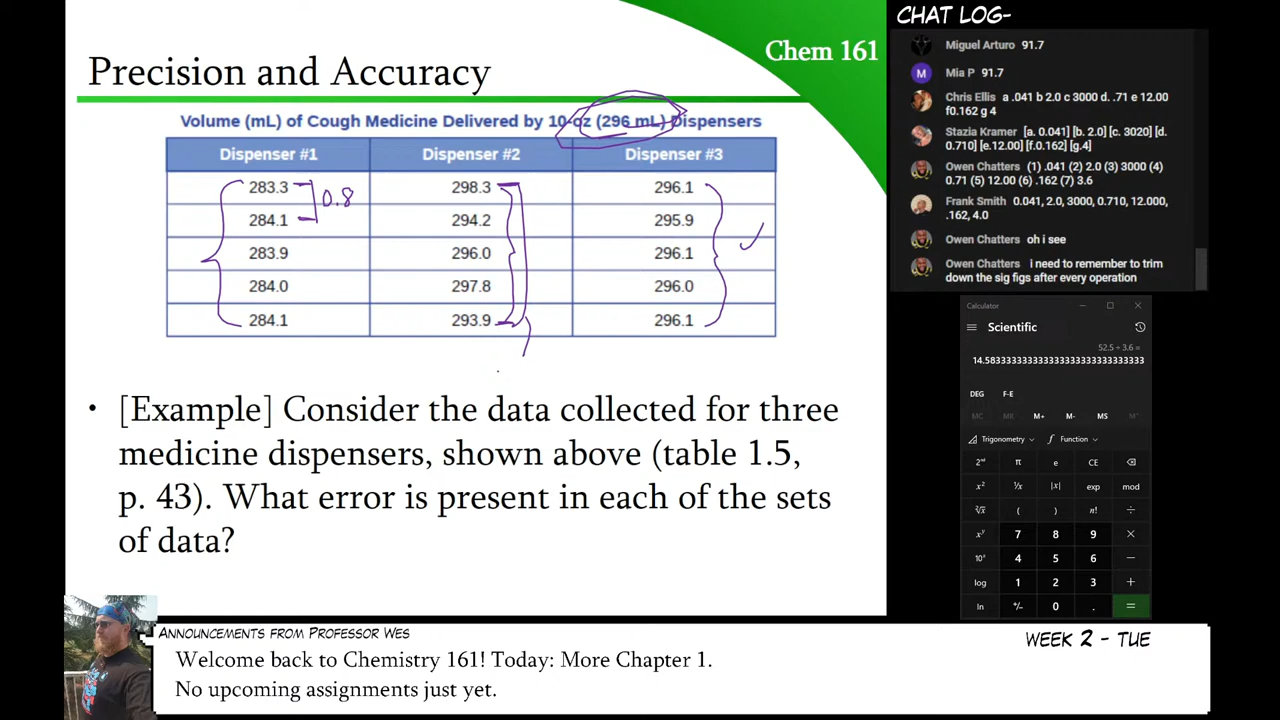 Chem 161
Precision and Accuracy
Volume (mL) of Cough Medicine Delivered by 10-oz (296 mL) Dispensers
Dispenser #1 Dispenser #2 Dispenser #3
283.3 298.3 296.1
0.8
284.1 294.2 295.9
283.9 296.0 296.1
284.0 297.8 296.0
284.1 293.9 296.1
• [Example] Consider the data collected for three
medicine dispensers, shown above (table 1.5,
p. 43). What error is present in each of the sets
of data?
CHAT LOG-
Miguel Arturo 91.7
M Mia P 91.7
Chris Ellis a .041 b 2.0 c 3000 d. .71 e 12.00
f0.162 g 4
Stazia Kramer [a. 0.041] [b. 2.0] [c. 3020] [d.
0.710] [e.12.00] [f.0.162] [g.4]
Owen Chatters (1) .041 (2) 2.0 (3) 3000 (4)
0.71 (5) 12.00 (6) .162 (7) 3.6
Frank Smith 0.041, 2.0, 3000, 0.710, 12.000,
.162, 4.0
Owen Chatters oh i see
Owen Chatters i need to remember to trim
down the sig figs after every operation
Calculator
Scientific
52.5 ÷ 3.6 =
14.583333333333333333333333333333
DEG F-E
MC MR M+ M- MS M˅
Trigonometry Function
2ⁿᵈ π e CE
x² ¹/x |x| exp mod
²√x ( ) n! ÷
xʸ 7 8 9 ×
10ˣ 4 5 6 −
log 1 2 3 +
ln +/- 0 . =
Announcements from Professor Wes
Week 2 - Tue
Welcome back to Chemistry 161! Today: More Chapter 1.
No upcoming assignments just yet.